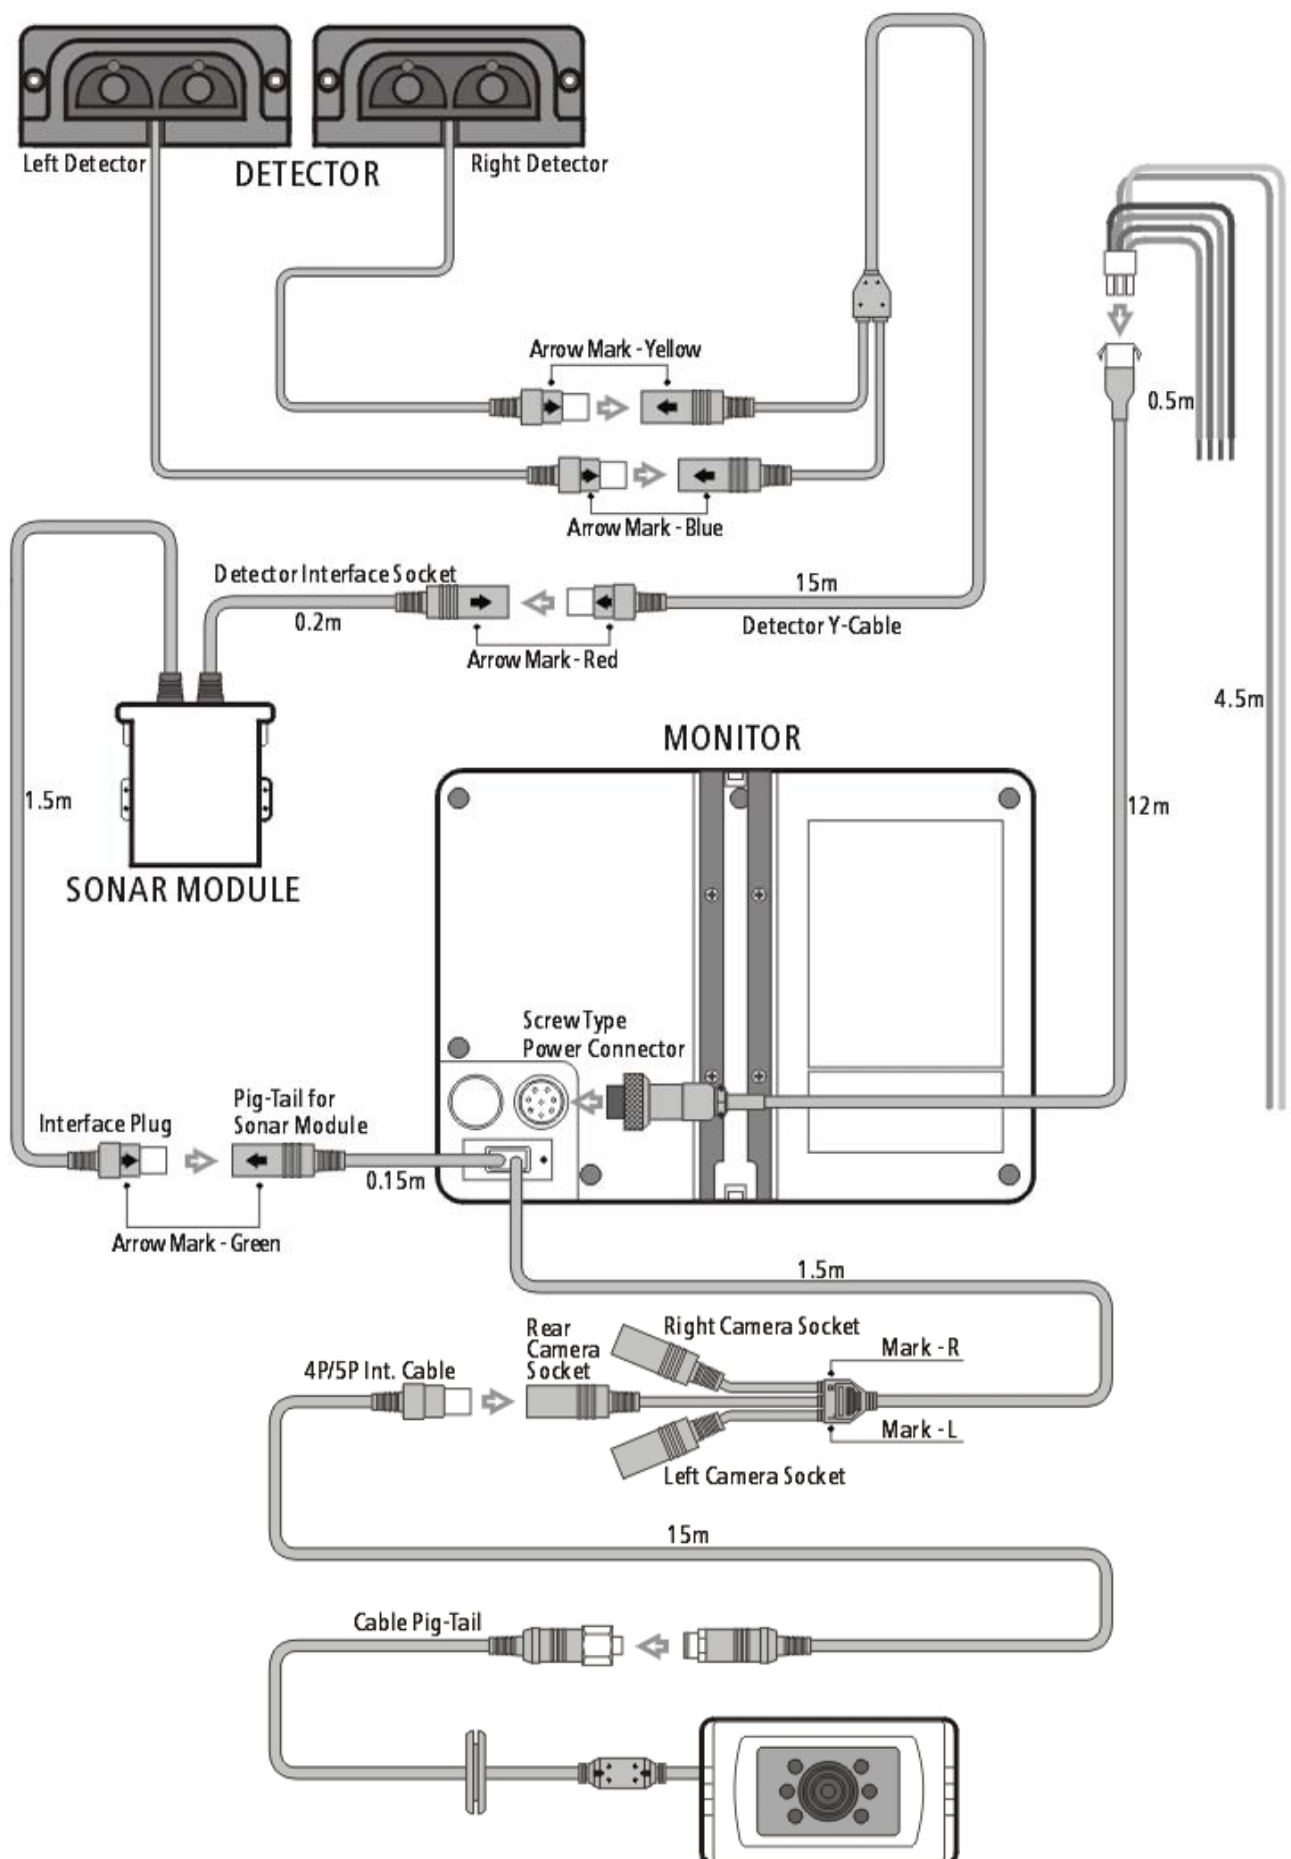 Left Detector
DETECTOR
Right Detector
Arrow Mark - Yellow
0.5m
Arrow Mark - Blue
Detector Interface Socket
0.2m
15m
Detector Y-Cable
Arrow Mark - Red
4.5m
MONITOR
1.5m
12m
SONAR MODULE
Screw Type
Power Connector
Interface Plug
Pig-Tail for
Sonar Module
0.15m
Arrow Mark - Green
1.5m
Right Camera Socket
Rear
Camera
Socket
Mark - R
4P/5P Int. Cable
Mark - L
Left Camera Socket
15m
Cable Pig-Tail